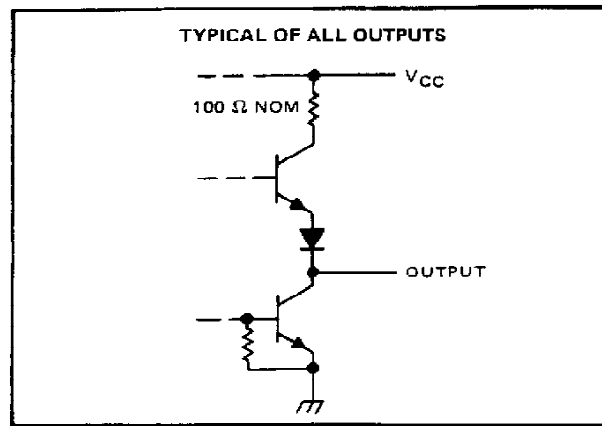 TYPICAL OF ALL OUTPUTS
VCC
100 Ω NOM
OUTPUT